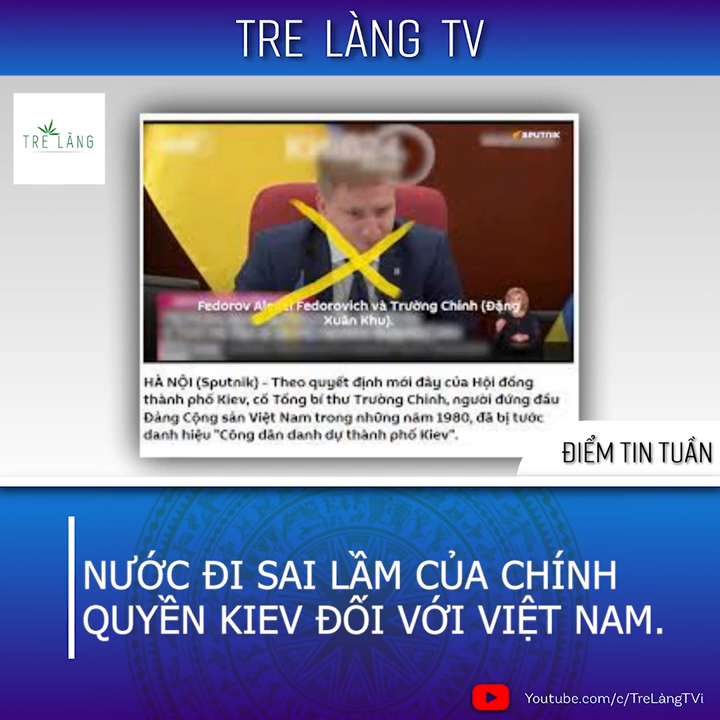 TRE LÀNG TV
TRE LÀNG
SPUTNIK
Fedorov Fedorovich và Trường Chinh (Đặng
Xuân Khu).
HÀ NỘI (Sputnik) – Theo quyết định mới đây của Hội đồng
thành phố Kiev, cố Tổng bí thư Trường Chinh, người đứng đầu
Đảng Cộng sản Việt Nam trong những năm 1980, đã bị tước
danh hiệu "Công dân danh dự thành phố Kiev".
ĐIỂM TIN TUẦN
NƯỚC ĐI SAI LẦM CỦA CHÍNH
QUYỀN KIEV ĐỐI VỚI VIỆT NAM.
Youtube.com/c/TreLàngTVi